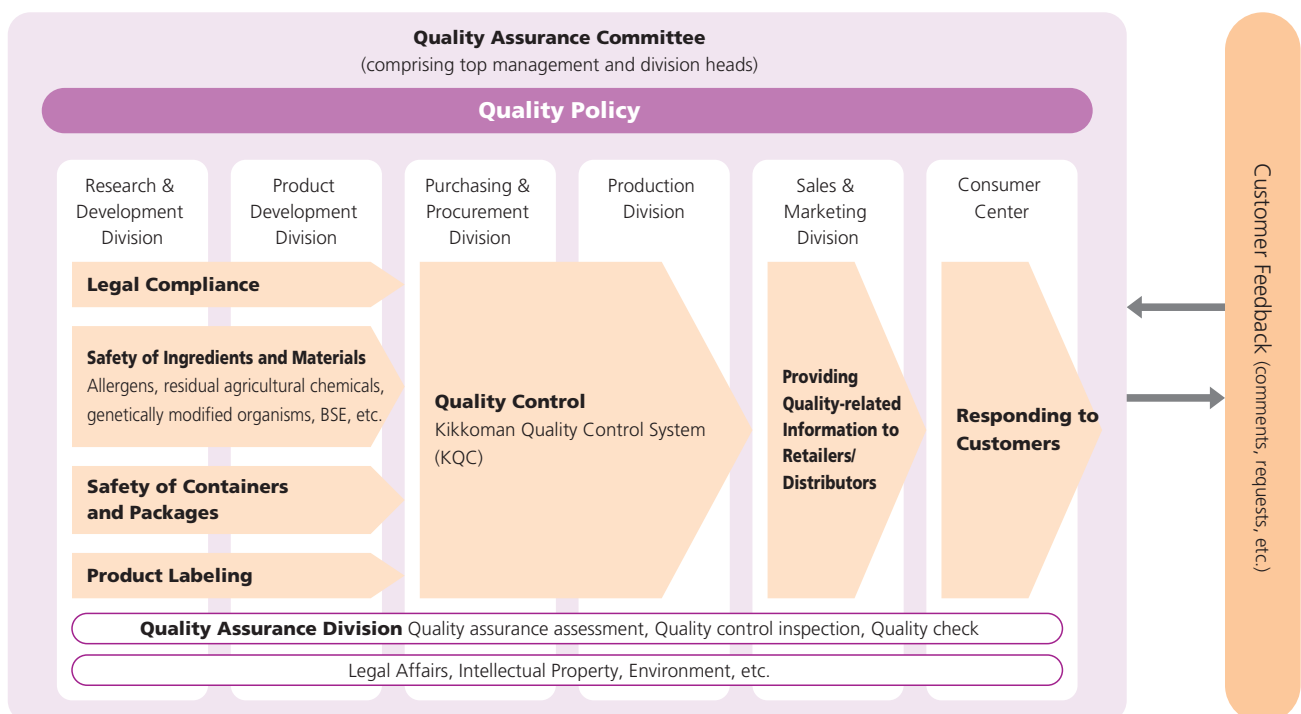 Quality Assurance Committee
(comprising top management and division heads)
Quality Policy
Research &
Development
Division
Product
Development
Division
Purchasing &
Procurement
Division
Production
Division
Sales &
Marketing
Division
Consumer
Center
Legal Compliance
Safety of Ingredients and Materials
Allergens, residual agricultural chemicals,
genetically modified organisms, BSE, etc.
Safety of Containers
and Packages
Product Labeling
Quality Control
Kikkoman Quality Control System
(KQC)
Providing
Quality-related
Information to
Retailers/
Distributors
Responding to
Customers
Quality Assurance Division Quality assurance assessment, Quality control inspection, Quality check
Legal Affairs, Intellectual Property, Environment, etc.
Customer Feedback (comments, requests, etc.)